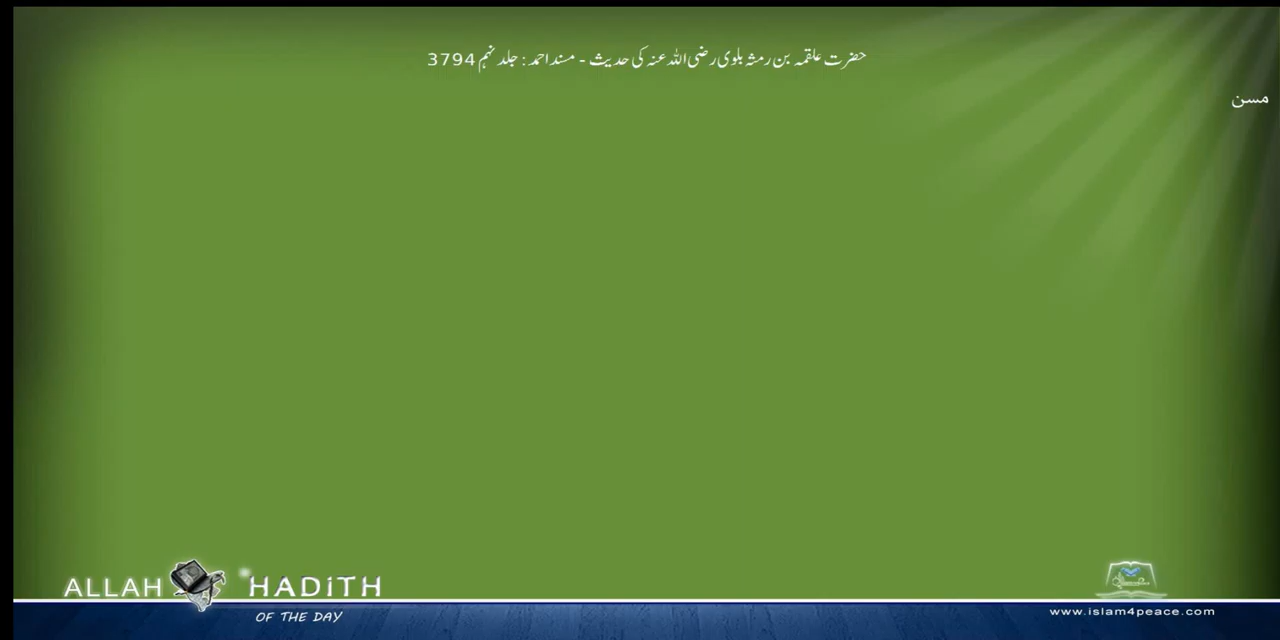 حضرت علقمہ بن رمثہ بلوی رضی اللہ عنہ کی حدیث - مسند احمد : جلد نہم 3794
مسن
ALLAH HADiTH
OF THE DAY
www.islam4peace.com